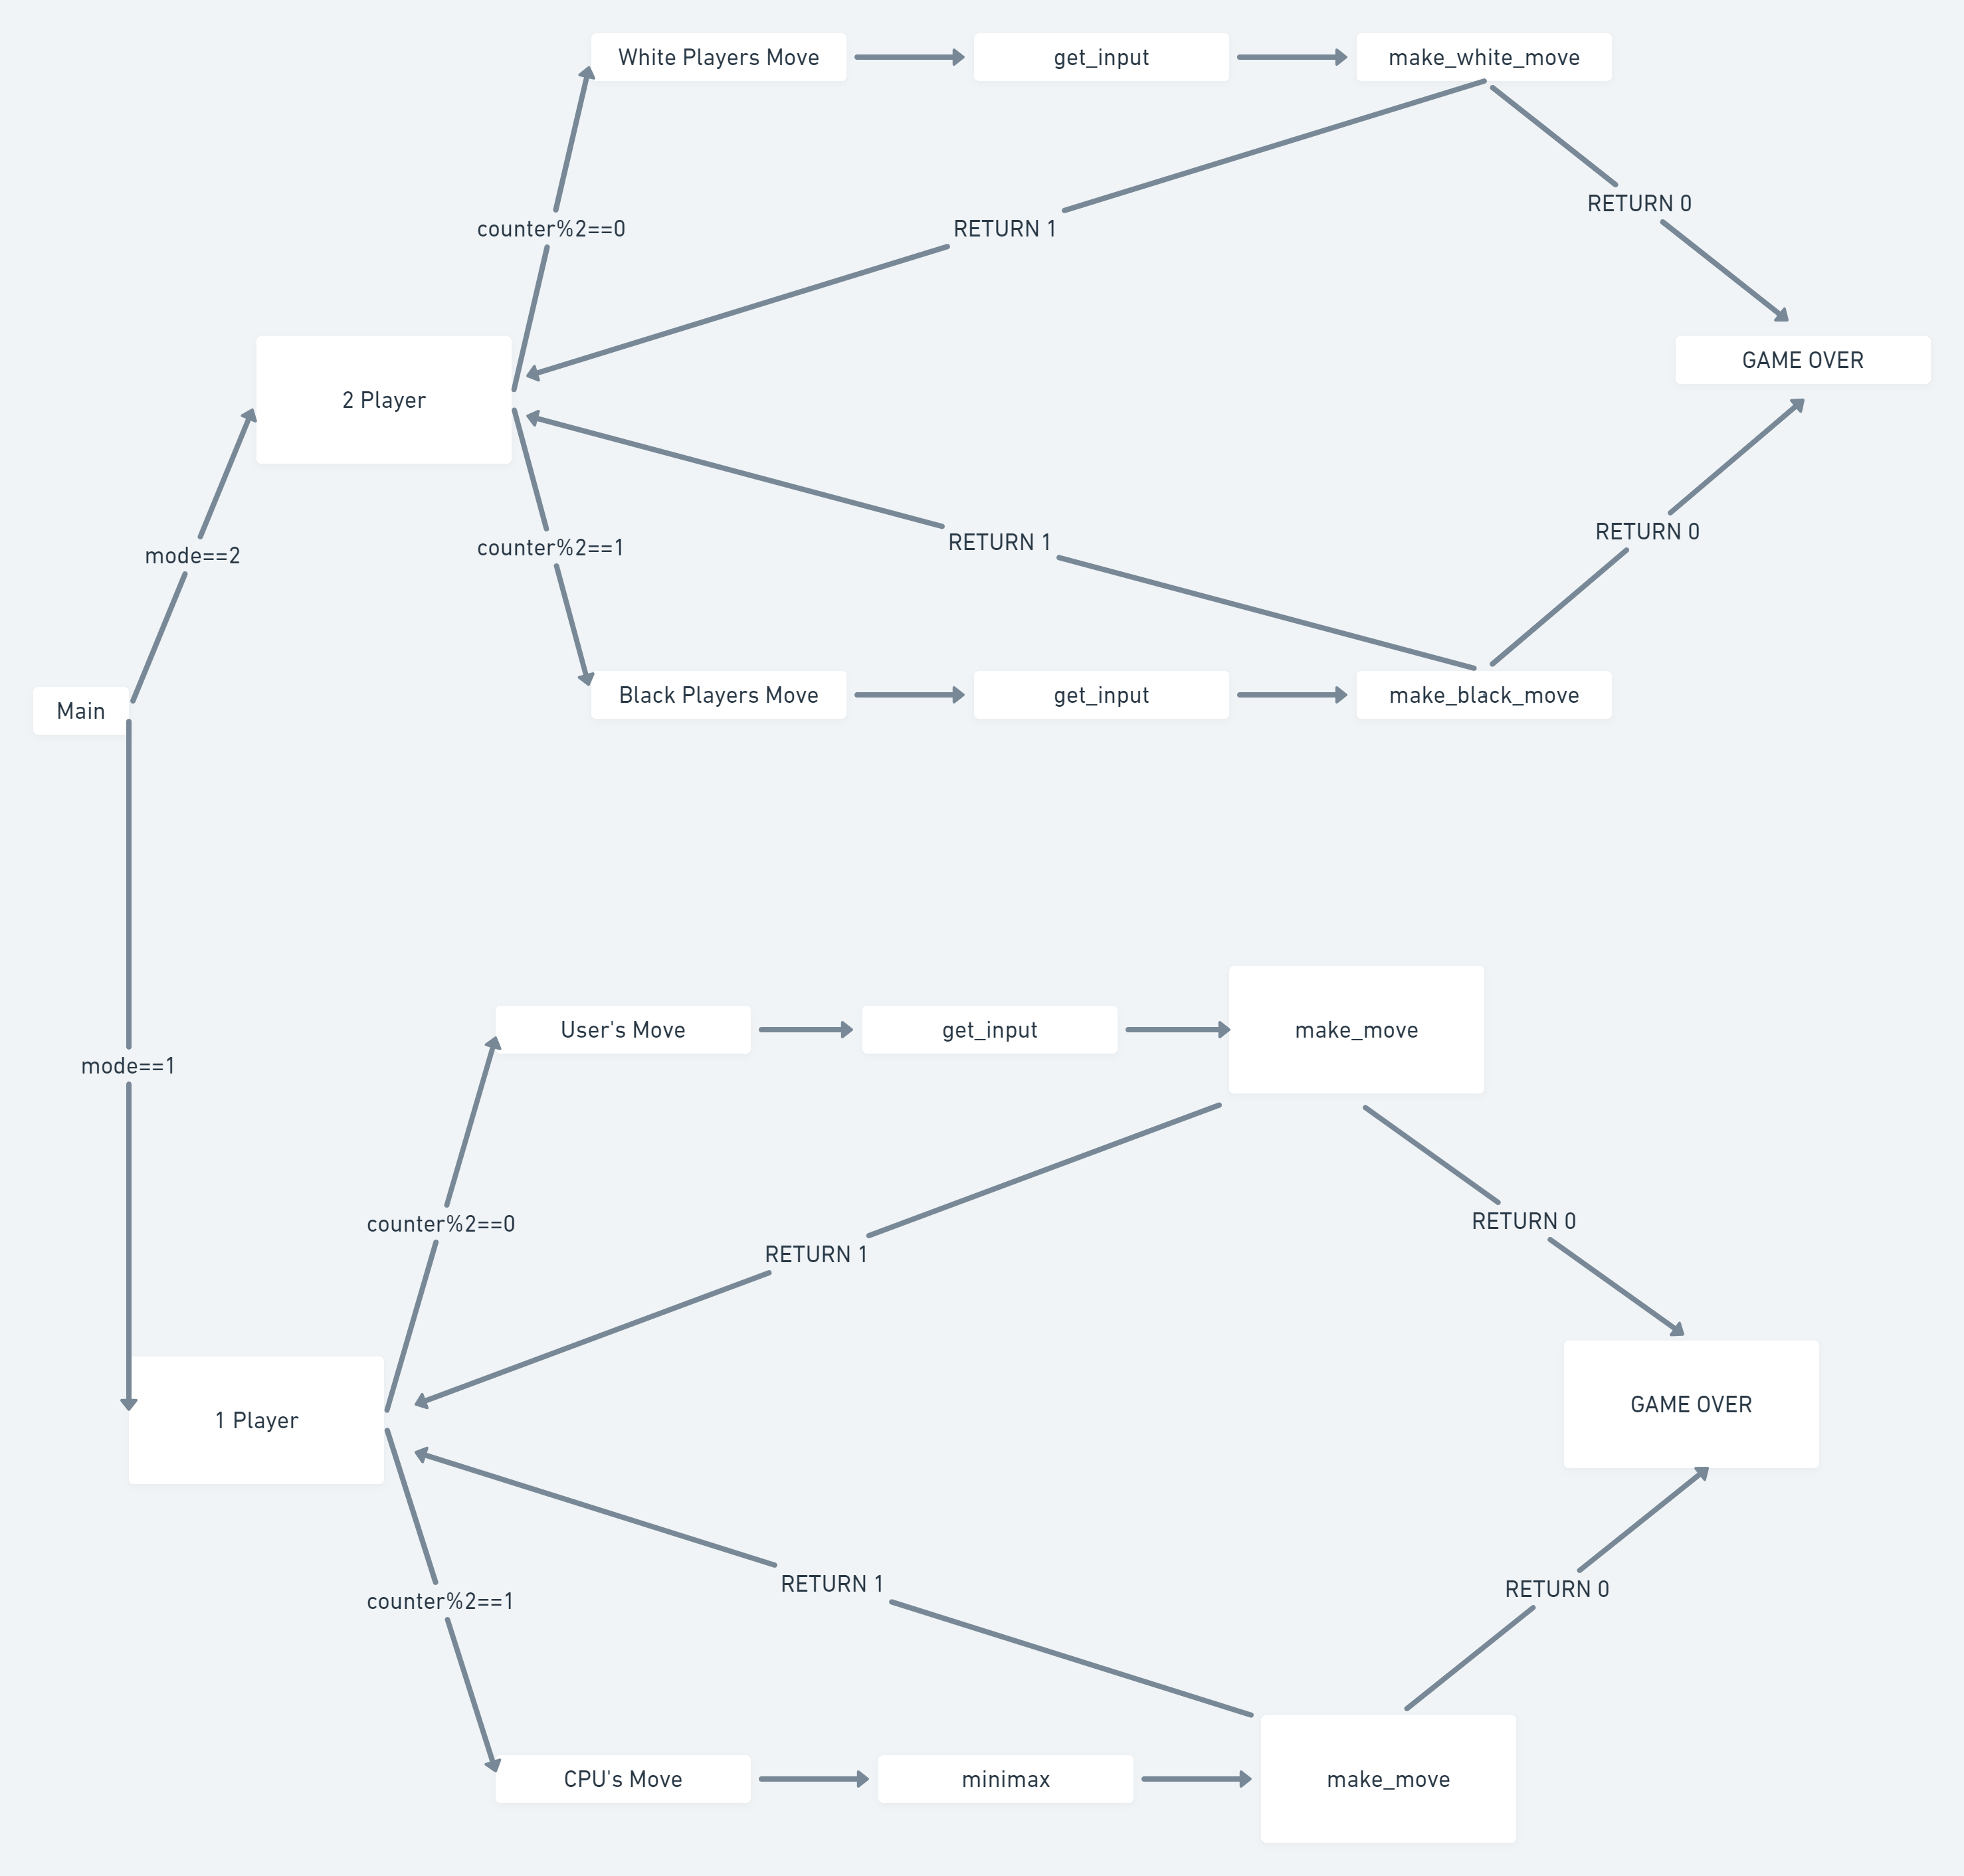 White Players Move
get_input
make_white_move
RETURN 0
counter%2==0
RETURN 1
GAME OVER
2 Player
RETURN 0
RETURN 1
counter%2==1
mode==2
Black Players Move
get_input
make_black_move
Main
User's Move
get_input
make_move
mode==1
RETURN 0
counter%2==0
RETURN 1
GAME OVER
1 Player
RETURN 1
RETURN 0
counter%2==1
CPU's Move
minimax
make_move